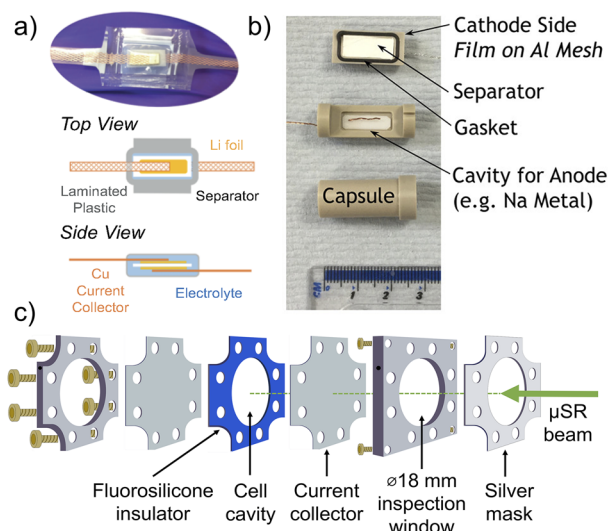 a)
Top View
Li foil
Laminated
Plastic
Separator
Side View
Cu
Current
Collector
Electrolyte
b)
Cathode Side
Film on Al Mesh
Separator
Gasket
Cavity for Anode
(e.g. Na Metal)
Capsule
CM 1 2 3
c)
µSR
beam
Fluorosilicone
insulator
Cell
cavity
Current
collector
⌀18 mm
inspection
window
Silver
mask